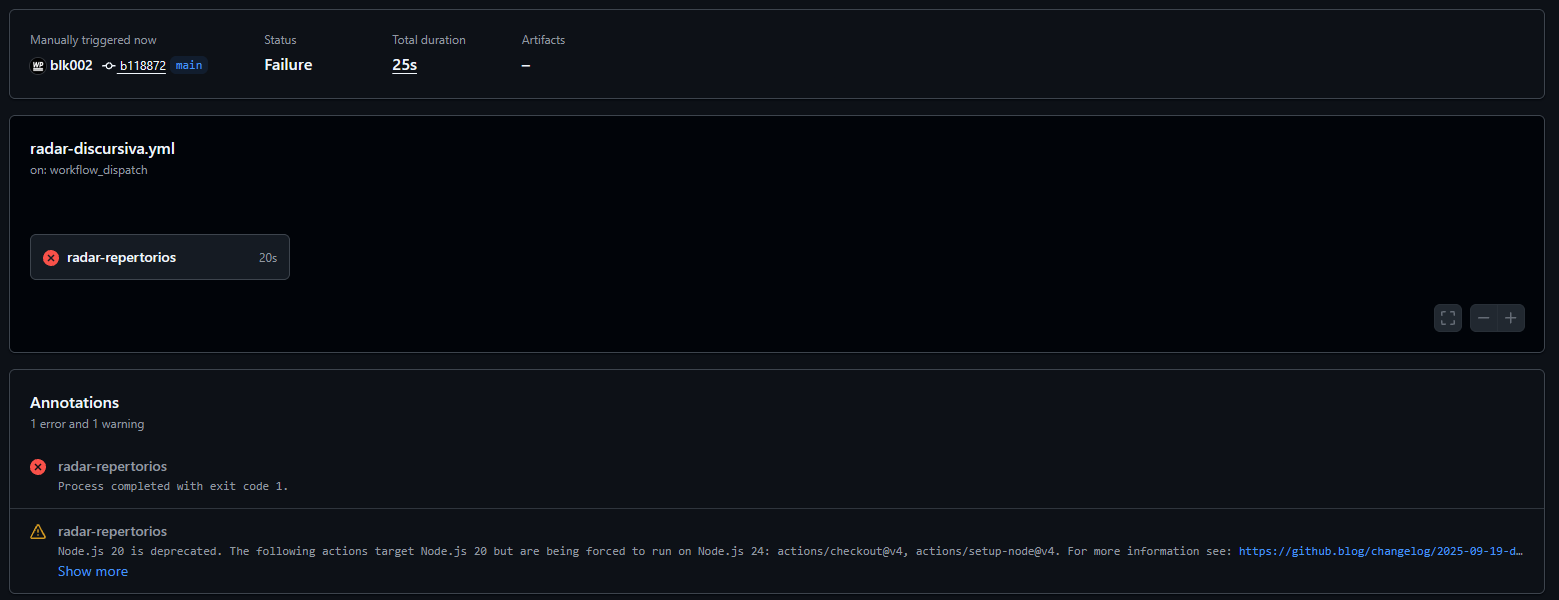 Manually triggered now
Status
Total duration
Artifacts
WP blk002 b118872 main
Failure
25s
–
radar-discursiva.yml
on: workflow_dispatch
radar-repertorios 20s
Annotations
1 error and 1 warning
radar-repertorios
Process completed with exit code 1.
radar-repertorios
Node.js 20 is deprecated. The following actions target Node.js 20 but are being forced to run on Node.js 24: actions/checkout@v4, actions/setup-node@v4. For more information see: https://github.blog/changelog/2025-09-19-d…
Show more